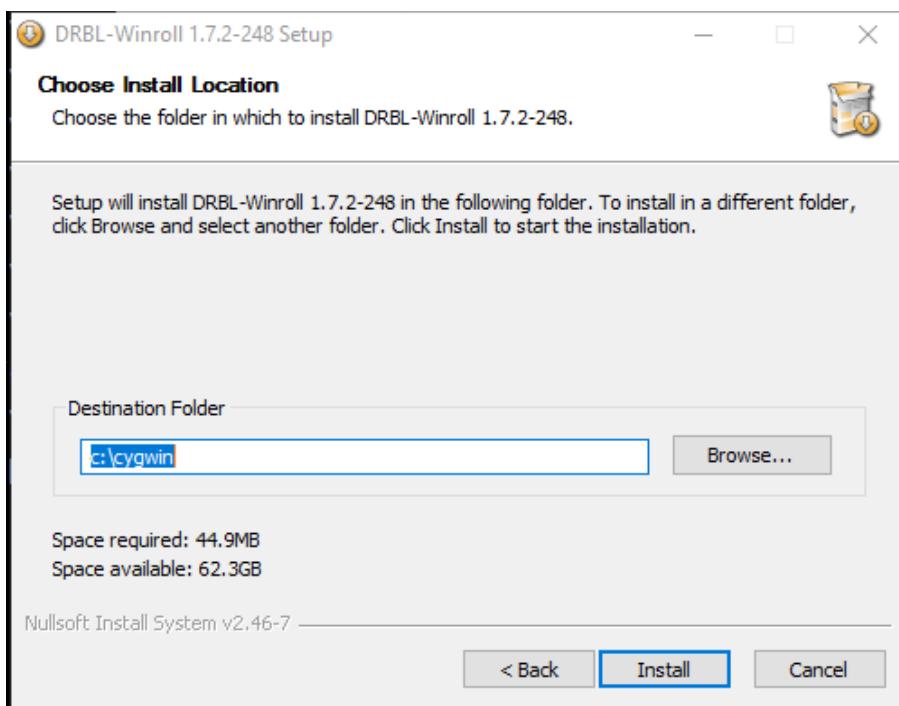 DRBL-Winroll 1.7.2-248 Setup
Choose Install Location
Choose the folder in which to install DRBL-Winroll 1.7.2-248.
Setup will install DRBL-Winroll 1.7.2-248 in the following folder. To install in a different folder,
click Browse and select another folder. Click Install to start the installation.
Destination Folder
c:\cygwin
Browse...
Space required: 44.9MB
Space available: 62.3GB
Nullsoft Install System v2.46-7
< Back
Install
Cancel